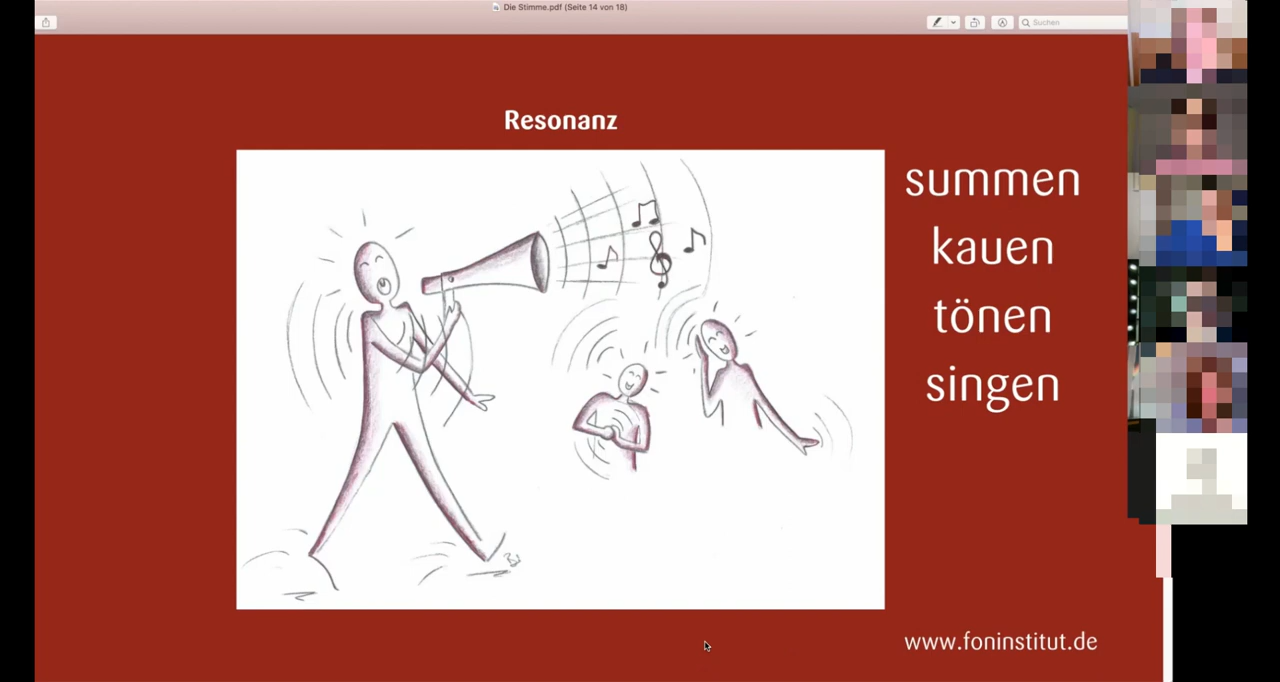 Die Stimme.pdf (Seite 14 von 18)
Suchen
Resonanz
summen
kauen
tönen
singen
www.foninstitut.de